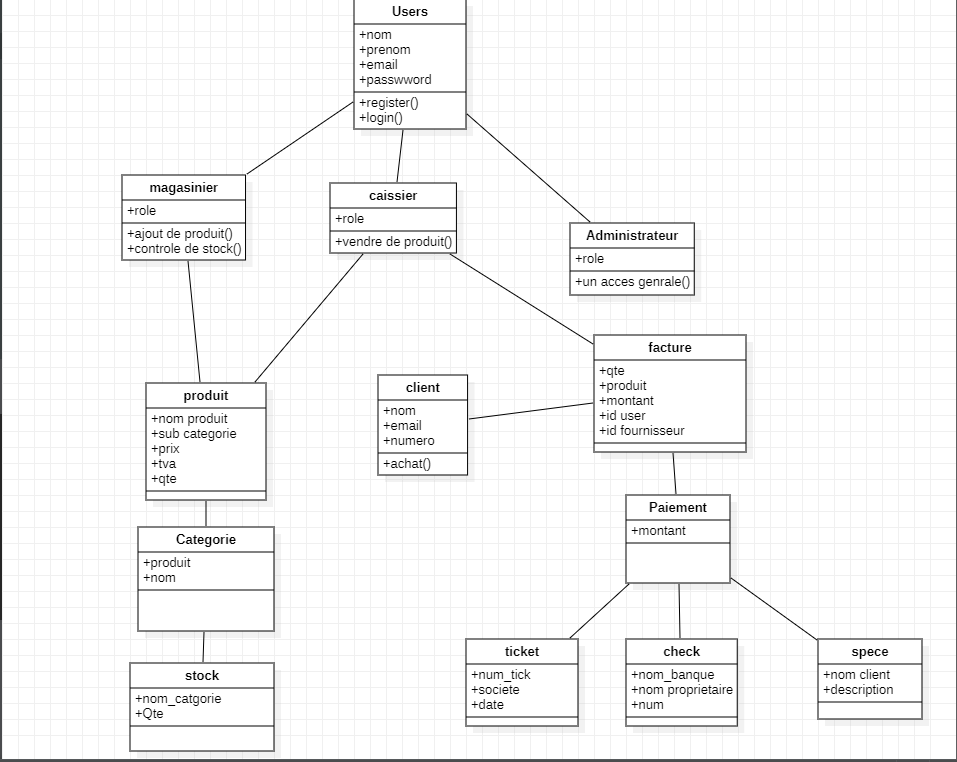 Users
+nom
+prenom
+email
+passwword
+register()
+login()
magasinier
+role
+ajout de produit()
+controle de stock()
caissier
+role
+vendre de produit()
Administrateur
+role
+un acces genrale()
facture
+qte
+produit
+montant
+id user
+id fournisseur
client
+nom
+email
+numero
+achat()
produit
+nom produit
+sub categorie
+prix
+tva
+qte
Paiement
+montant
Categorie
+produit
+nom
stock
+nom_catgorie
+Qte
ticket
+num_tick
+societe
+date
check
+nom_banque
+nom proprietaire
+num
spece
+nom client
+description